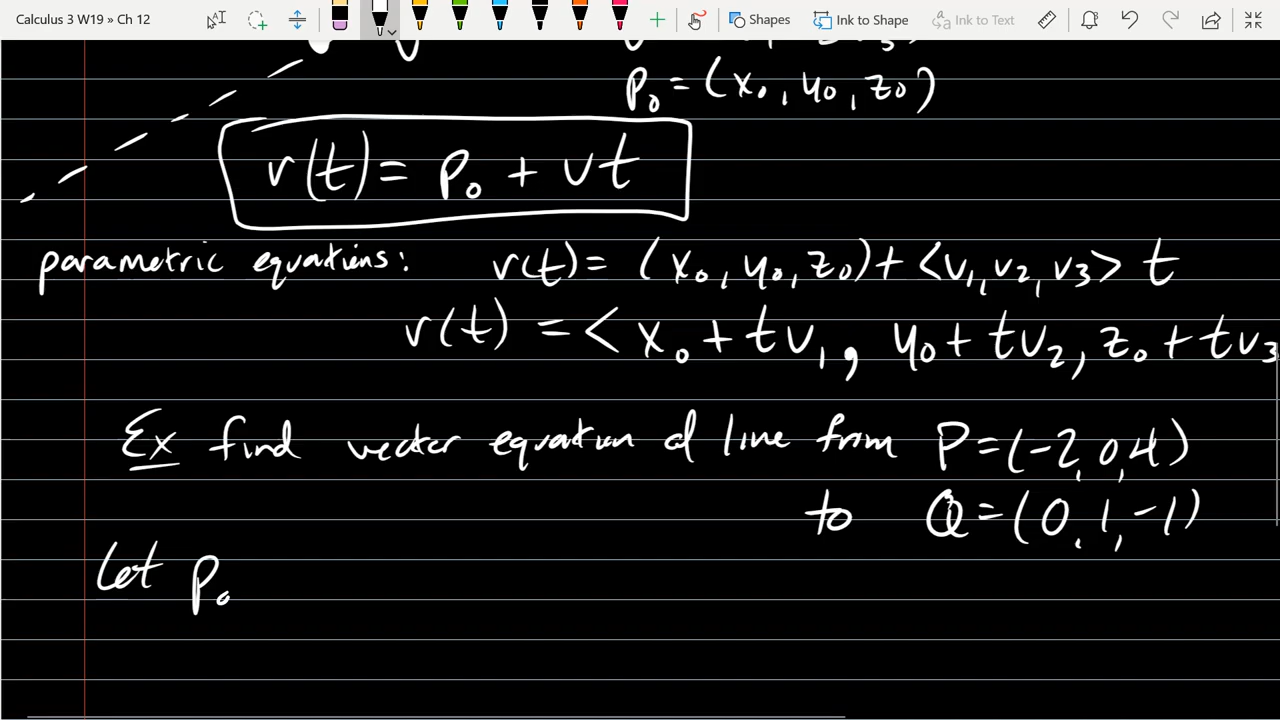 Calculus 3 W19 » Ch 12
Shapes
Ink to Shape
Ink to Text
P₀ = (x₀, y₀, z₀)
r(t) = p₀ + vt
parametric equations: r(t) = (x₀, y₀, z₀) + <v₁, v₂, v₃> t
r(t) = < x₀ + tv₁, y₀ + tv₂, z₀ + tv₃
Ex find vector equation of line from P = (-2, 0, 4)
to Q = (0, 1, -1)
Let p₀